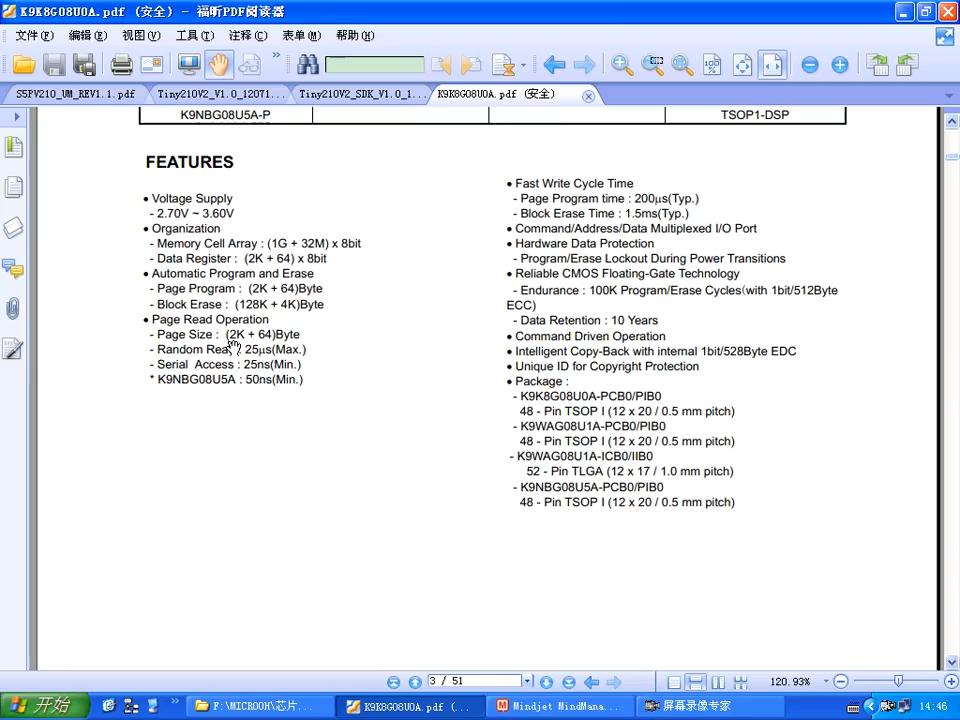 K9K8G08U0A.pdf (安全) - 福昕PDF阅读器
文件(F) 编辑(E) 视图(V) 工具(T) 注释(C) 表单(M) 帮助(H)
S5PV210_UM_REV1.1.pdf Tiny210V2_V1.0_12071... Tiny210V2_SDK_V1.0_1... K9K8G08U0A.pdf (安全)
K9NBG08U5A-P TSOP1-DSP
FEATURES
• Voltage Supply
- 2.70V ~ 3.60V
• Organization
- Memory Cell Array : (1G + 32M) x 8bit
- Data Register : (2K + 64) x 8bit
• Automatic Program and Erase
- Page Program : (2K + 64)Byte
- Block Erase : (128K + 4K)Byte
• Page Read Operation
- Page Size : (2K + 64)Byte
- Random Read : 25μs(Max.)
- Serial Access : 25ns(Min.)
* K9NBG08U5A : 50ns(Min.)
• Fast Write Cycle Time
- Page Program time : 200μs(Typ.)
- Block Erase Time : 1.5ms(Typ.)
• Command/Address/Data Multiplexed I/O Port
• Hardware Data Protection
- Program/Erase Lockout During Power Transitions
• Reliable CMOS Floating-Gate Technology
- Endurance : 100K Program/Erase Cycles(with 1bit/512Byte
ECC)
- Data Retention : 10 Years
• Command Driven Operation
• Intelligent Copy-Back with internal 1bit/528Byte EDC
• Unique ID for Copyright Protection
• Package :
- K9K8G08U0A-PCB0/PIB0
48 - Pin TSOP I (12 x 20 / 0.5 mm pitch)
- K9WAG08U1A-PCB0/PIB0
48 - Pin TSOP I (12 x 20 / 0.5 mm pitch)
- K9WAG08U1A-ICB0/IIB0
52 - Pin TLGA (12 x 17 / 1.0 mm pitch)
- K9NBG08U5A-PCB0/PIB0
48 - Pin TSOP I (12 x 20 / 0.5 mm pitch)
3 / 51 120.93%
开始 F:\MICROOH\芯片... K9K8G08U0A.pdf (... Mindjet MindMana... 屏幕录像专家 14:46